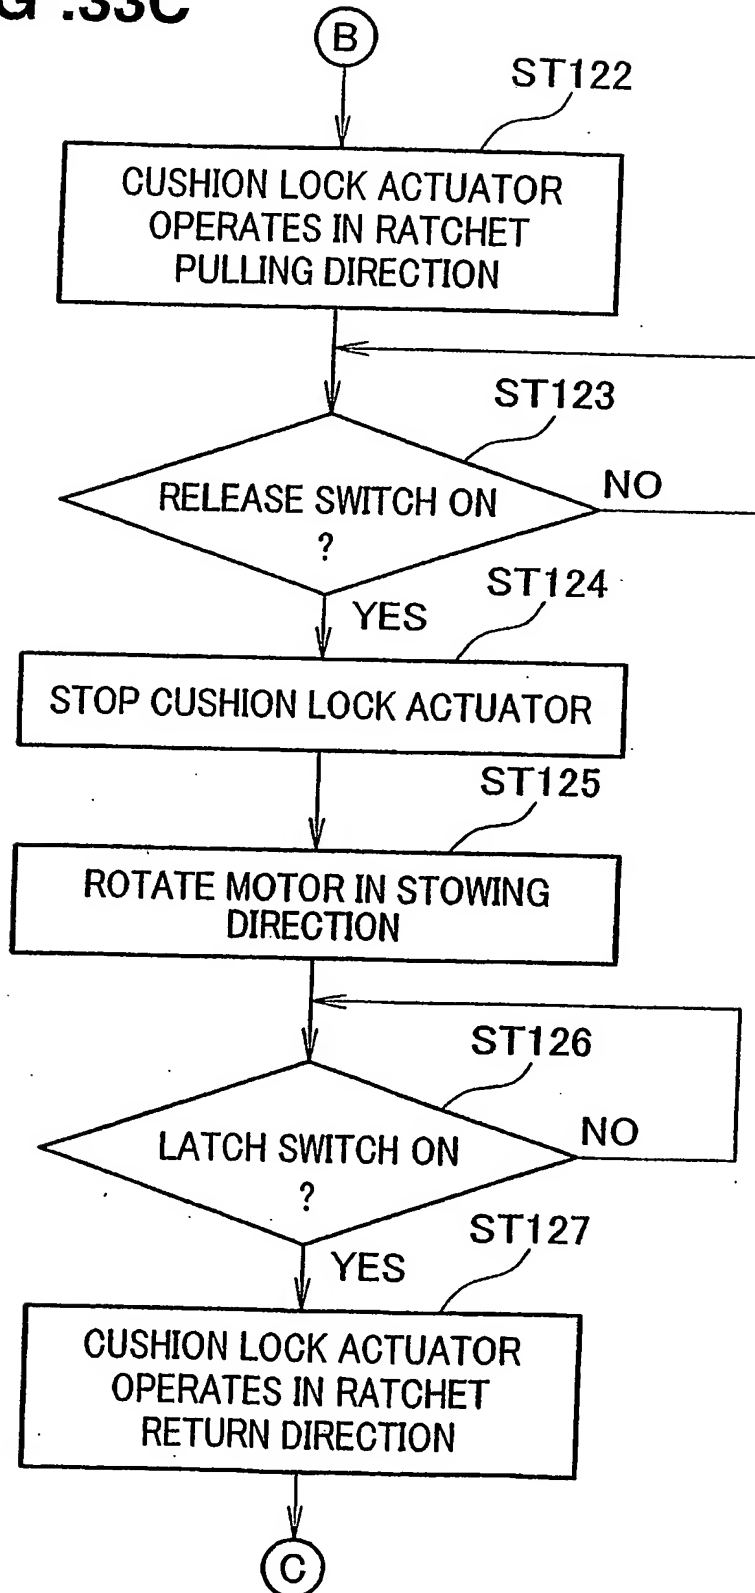 G .33C
B
ST122
CUSHION LOCK ACTUATOR
OPERATES IN RATCHET
PULLING DIRECTION
ST123
RELEASE SWITCH ON
?
NO
YES
ST124
STOP CUSHION LOCK ACTUATOR
ST125
ROTATE MOTOR IN STOWING
DIRECTION
ST126
LATCH SWITCH ON
?
NO
YES
ST127
CUSHION LOCK ACTUATOR
OPERATES IN RATCHET
RETURN DIRECTION
C